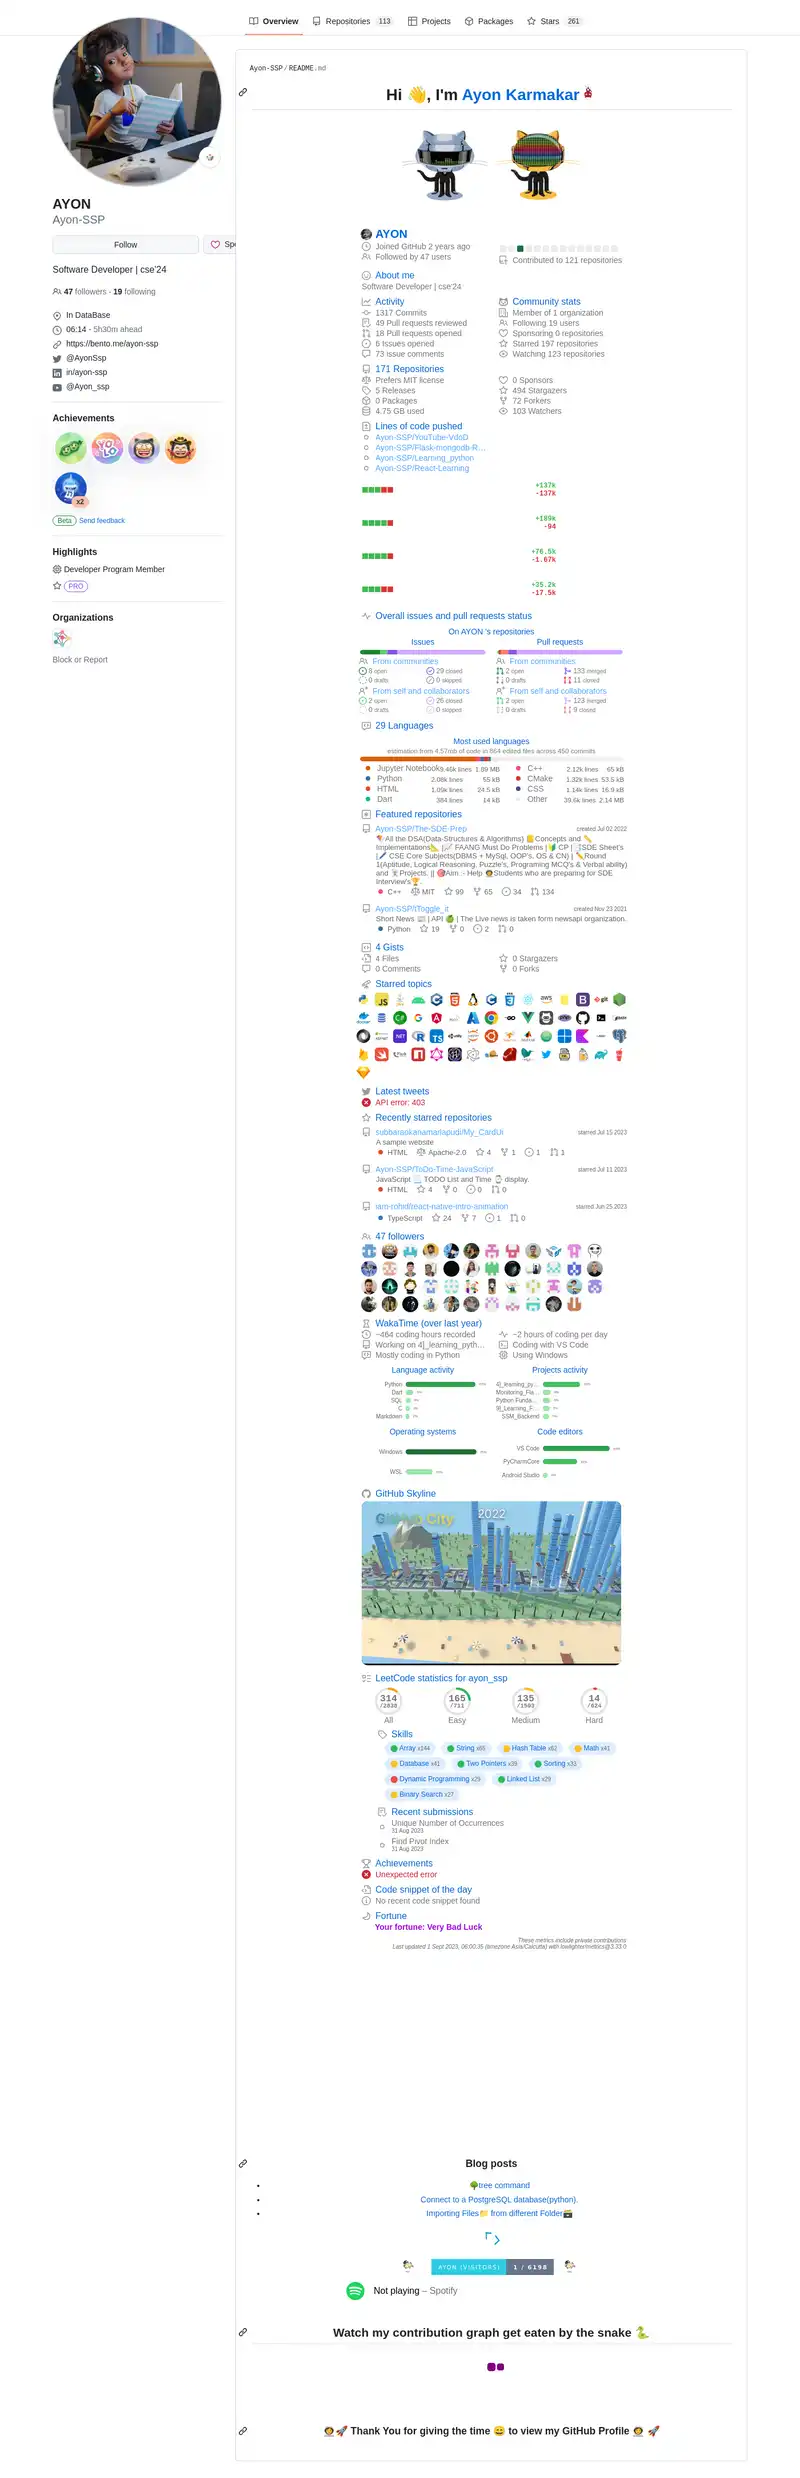 Overview
Repositories 113
Projects
Packages
Stars 261
AYON
Ayon-SSP
Follow
Software Developer | cse'24
47 followers · 19 following
In DataBase
06:14 - 5h30m ahead
https://bento.me/ayon-ssp
@AyonSsp
in/ayon-ssp
@Ayon_ssp
Achievements
x2
Beta Send feedback
Highlights
Developer Program Member
PRO
Organizations
Block or Report
Ayon-SSP/README.md
Hi 👋, I'm Ayon Karmakar
AYON
Joined GitHub 2 years ago
Followed by 47 users
Contributed to 121 repositories
About me
Software Developer | cse'24
Activity
1317 Commits
49 Pull requests reviewed
18 Pull requests opened
6 Issues opened
73 issue comments
Community stats
Member of 1 organization
Following 19 users
Sponsoring 0 repositories
Starred 197 repositories
Watching 123 repositories
171 Repositories
Prefers MIT license
5 Releases
0 Packages
4.75 GB used
0 Sponsors
494 Stargazers
72 Forkers
103 Watchers
Lines of code pushed
Ayon-SSP/YouTube-VdoD
Ayon-SSP/Flask-mongodb-R...
Ayon-SSP/Learning_python
Ayon-SSP/React-Learning
+137k
-137k
+189k
-94
+76.5k
-1.67k
+35.2k
-17.5k
Overall issues and pull requests status
On AYON 's repositories
Issues
Pull requests
From communities
8 open
29 closed
0 drafts
0 skipped
From communities
2 open
133 merged
0 drafts
11 closed
From self and collaborators
2 open
26 closed
0 drafts
0 skipped
From self and collaborators
2 open
123 merged
0 drafts
9 closed
29 Languages
Most used languages
estimation from 4.57mb of code in 864 edited files across 450 commits
Jupyter Notebook 9.46k lines 1.89 MB
Python 2.08k lines 55 kB
HTML 1.09k lines 24.5 kB
Dart 384 lines 14 kB
C++ 2.12k lines 65 kB
CMake 1.32k lines 53.5 kB
CSS 1.14k lines 16.9 kB
Other 39.6k lines 2.14 MB
Featured repositories
Ayon-SSP/The-SDE-Prep created Jul 02 2022
All the DSA(Data-Structures & Algorithms) Concepts and
Implementations | FAANG Must Do Problems | CP | SDE Sheet's
| CSE Core Subjects(DBMS + MySql, OOP's, OS & CN) | Round
1(Aptitude, Logical Reasoning, Puzzle's, Programing MCQ's & Verbal ability)
and Projects. || Aim :- Help Students who are preparing for SDE
Interview's
C++ MIT 99 65 34 134
Ayon-SSP/tToggle_it created Nov 23 2021
Short News | API | The Live news is taken form newsapi organization.
Python 19 0 2 0
4 Gists
4 Files
0 Comments
0 Stargazers
0 Forks
Starred topics
Latest tweets
API error: 403
Recently starred repositories
subbaraokanamarlapudi/My_CardUi starred Jul 15 2023
A sample website
HTML Apache-2.0 4 1 1 1
Ayon-SSP/ToDo-Time-JavaScript starred Jul 11 2023
JavaScript TODO List and Time display.
HTML 4 0 0 0
iam-rohid/react-native-intro-animation starred Jun 25 2023
TypeScript 24 7 1 0
47 followers
WakaTime (over last year)
~464 coding hours recorded
Working on 4]_learning_pyth...
Mostly coding in Python
~2 hours of coding per day
Coding with VS Code
Using Windows
Language activity
Python
Dart
SQL
C
Markdown
Projects activity
4]_learning_py...
Monitoring_Fla...
Python Funda...
9]_Learning_F...
SSM_Backend
Operating systems
Windows
WSL
Code editors
VS Code
PyCharmCore
Android Studio
GitHub Skyline
GitHub City 2022
LeetCode statistics for ayon_ssp
314
/2838
All
165
/711
Easy
135
/1503
Medium
14
/624
Hard
Skills
Array x144
String x65
Hash Table x62
Math x41
Database x41
Two Pointers x39
Sorting x33
Dynamic Programming x29
Linked List x29
Binary Search x27
Recent submissions
Unique Number of Occurrences
31 Aug 2023
Find Pivot Index
31 Aug 2023
Achievements
Unexpected error
Code snippet of the day
No recent code snippet found
Fortune
Your fortune: Very Bad Luck
These metrics include private contributions
Last updated 1 Sept 2023, 06:00:35 (timezone Asia/Calcutta) with lowlighter/metrics@3.33.0
Blog posts
🌳tree command
Connect to a PostgreSQL database(python).
Importing Files📁 from different Folder🗃
AYON (VISITORS) 1 / 6198
Not playing – Spotify
Watch my contribution graph get eaten by the snake 🐍
🧑‍🚀🚀 Thank You for giving the time 😄 to view my GitHub Profile 🧑‍🚀 🚀